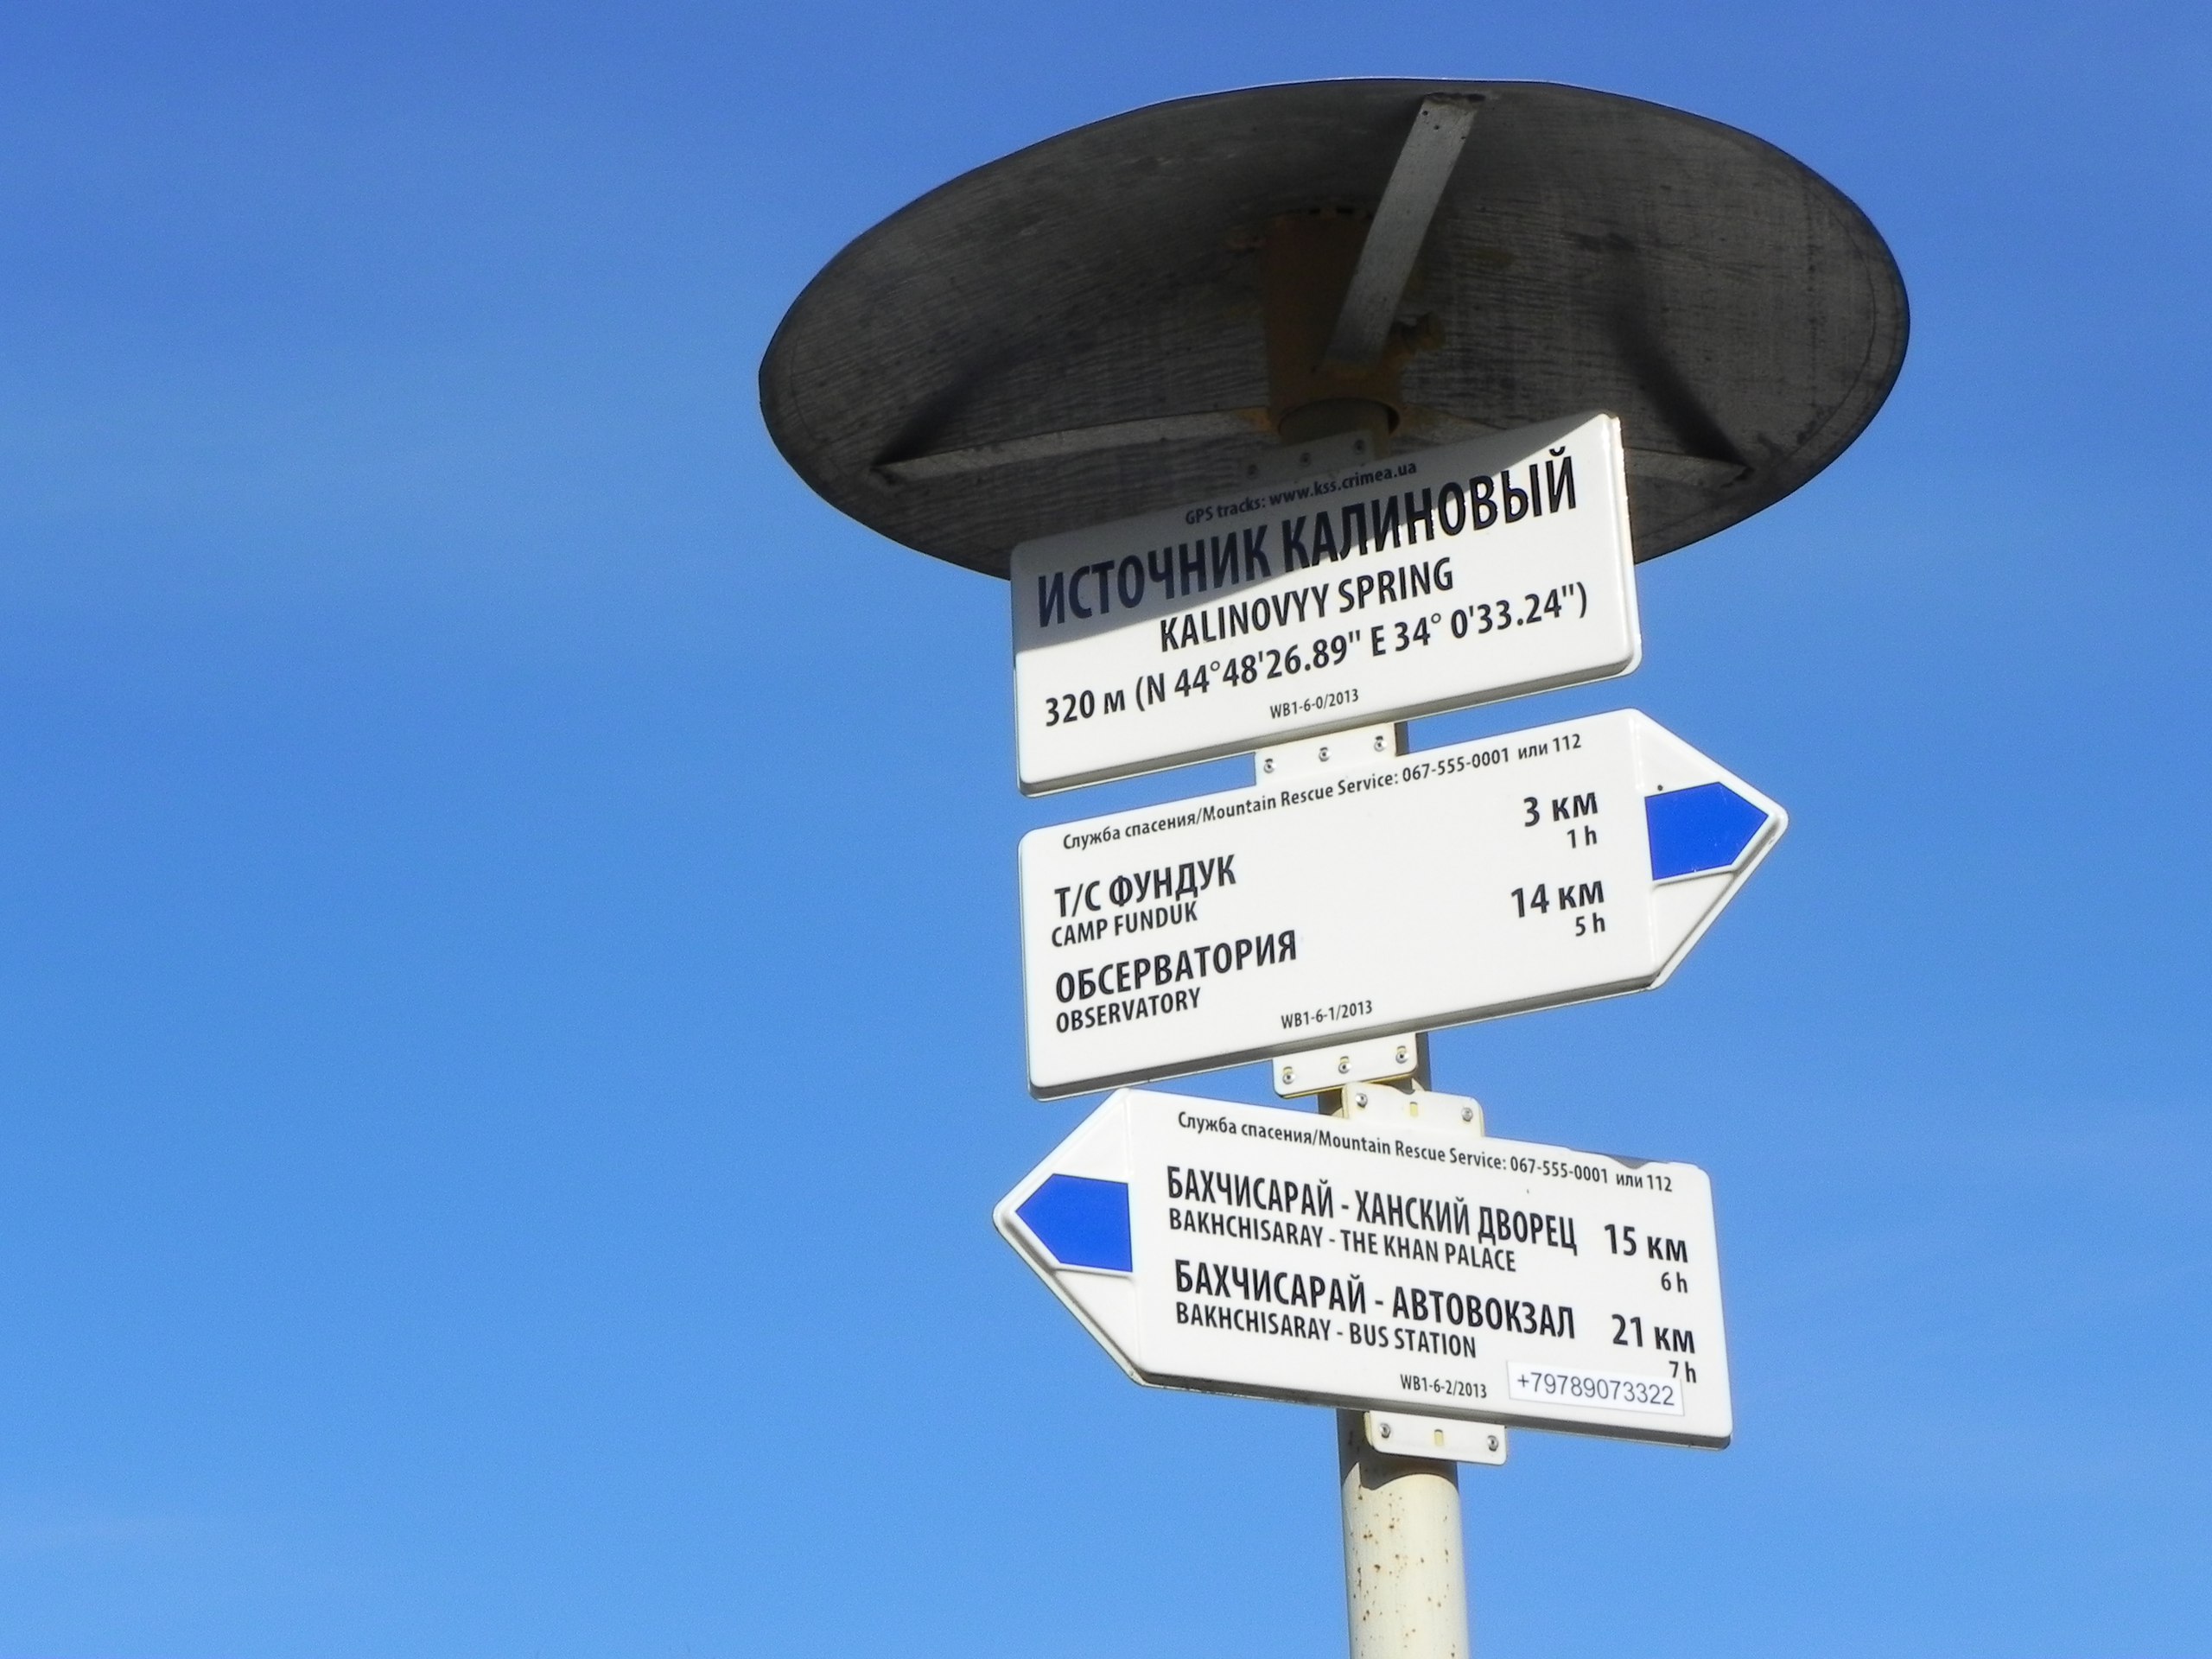 GPS tracks: www.kss.crimea.ua
ИСТОЧНИК КАЛИНОВЫЙ
KALINOVYY SPRING
320 м (N 44°48'26.89" E 34° 0'33.24")
WB1-6-0/2013
Служба спасения/Mountain Rescue Service: 067-555-0001 или 112
Т/С ФУНДУК 3 км
CAMP FUNDUK 1 h
ОБСЕРВАТОРИЯ 14 км
OBSERVATORY 5 h
WB1-6-1/2013
Служба спасения/Mountain Rescue Service: 067-555-0001 или 112
БАХЧИСАРАЙ - ХАНСКИЙ ДВОРЕЦ 15 км
BAKHCHISARAY - THE KHAN PALACE 6 h
БАХЧИСАРАЙ - АВТОВОКЗАЛ 21 км
BAKHCHISARAY - BUS STATION 7 h
WB1-6-2/2013 +79789073322